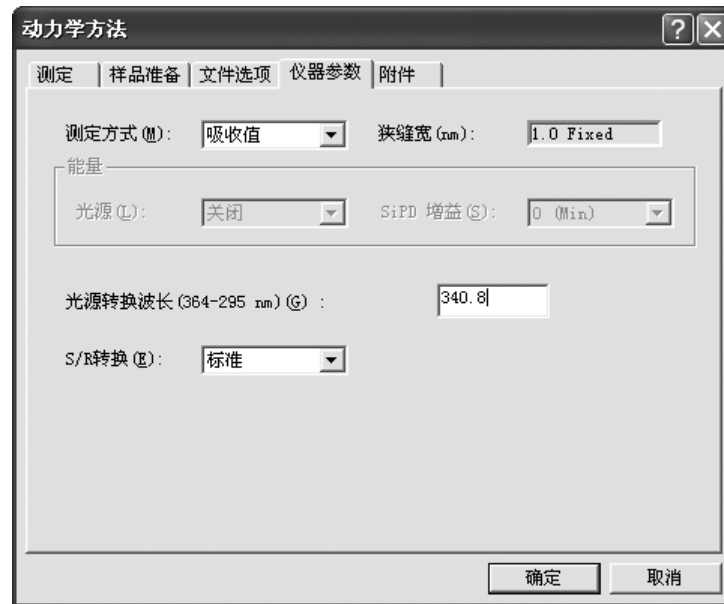 动力学方法
测定 样品准备 文件选项 仪器参数 附件
测定方式(M): 吸收值 狭缝宽(nm): 1.0 Fixed
能量
光源(L): 关闭 SiPD 增益(S): 0 (Min)
光源转换波长(364-295 nm)(G) : 340.8
S/R转换(E): 标准
确定 取消